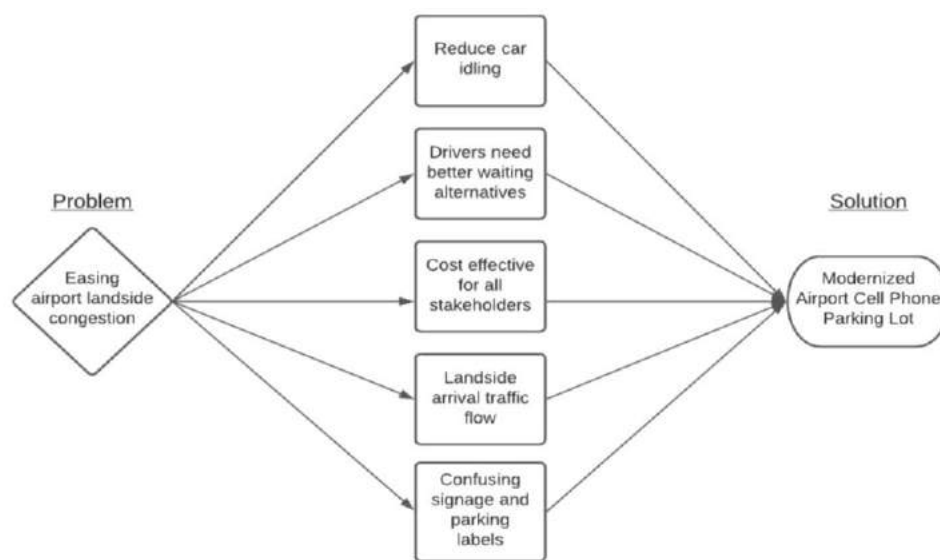 Problem
Easing
airport landside
congestion
Reduce car
idling
Drivers need
better waiting
alternatives
Cost effective
for all
stakeholders
Landside
arrival traffic
flow
Confusing
signage and
parking
labels
Solution
Modernized
Airport Cell Phone
Parking Lot